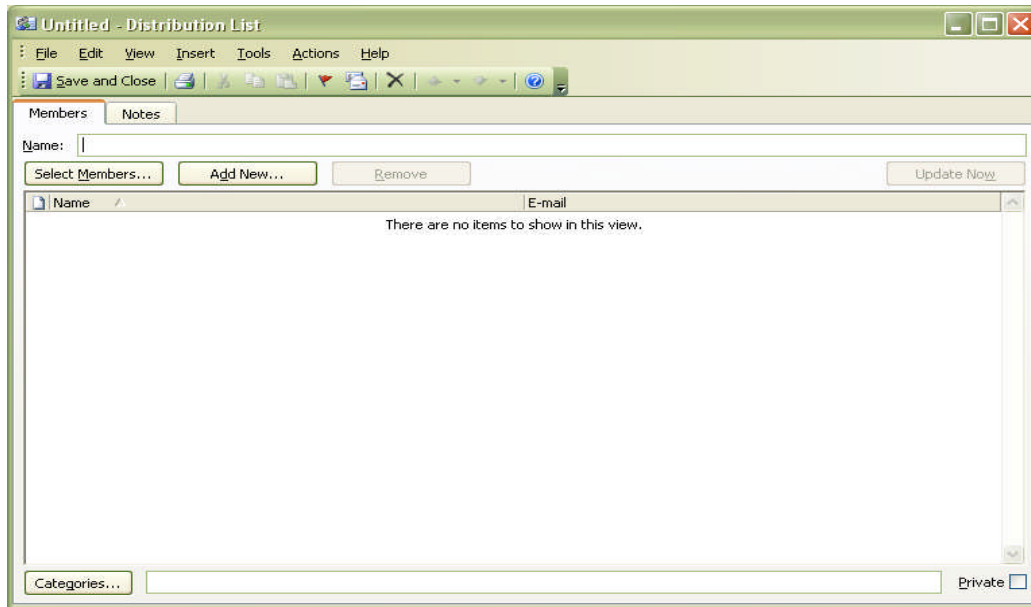 Untitled - Distribution List
File Edit View Insert Tools Actions Help
Save and Close
Members Notes
Name:
Select Members... Add New... Remove Update Now
Name E-mail
There are no items to show in this view.
Categories... Private